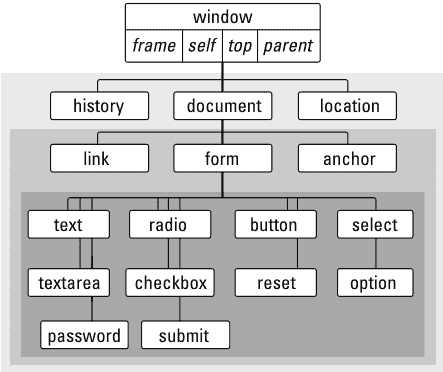 window
frame self top parent
history document location
link form anchor
text radio button select
textarea checkbox reset option
password submit